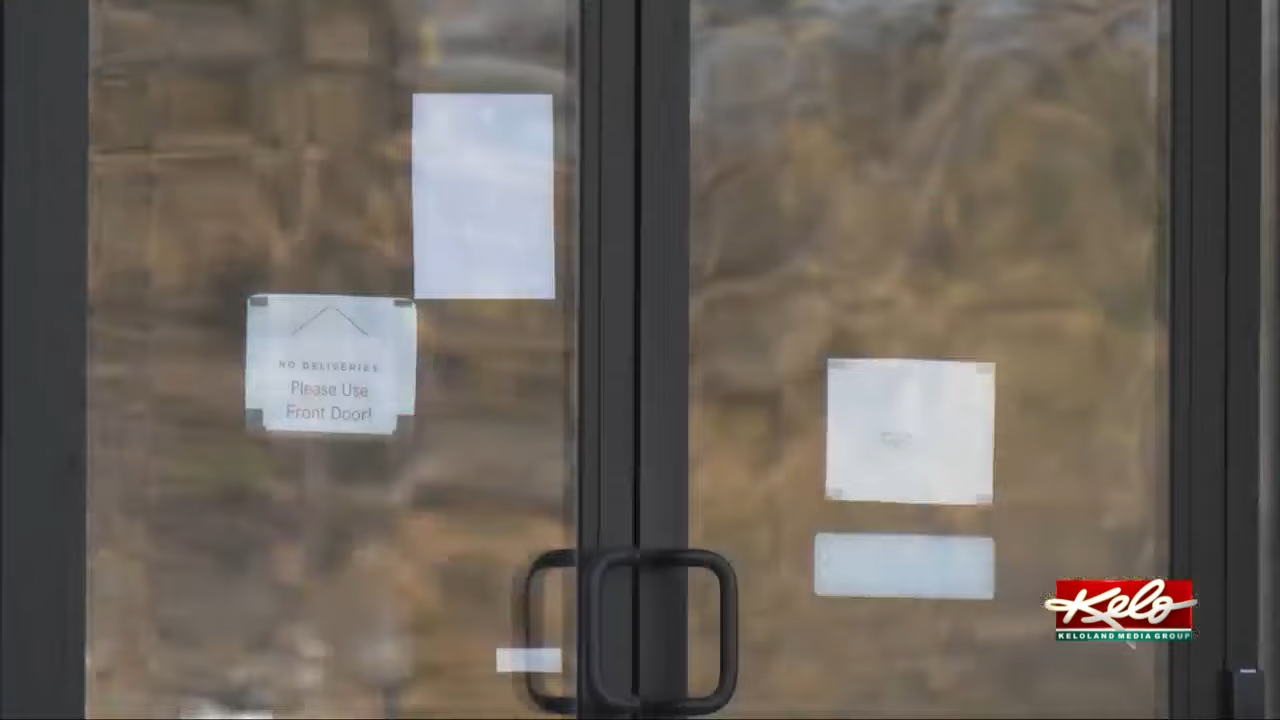 NO DELIVERIES
Please Use
Front Door!
Kelo
KELOLAND MEDIA GROUP